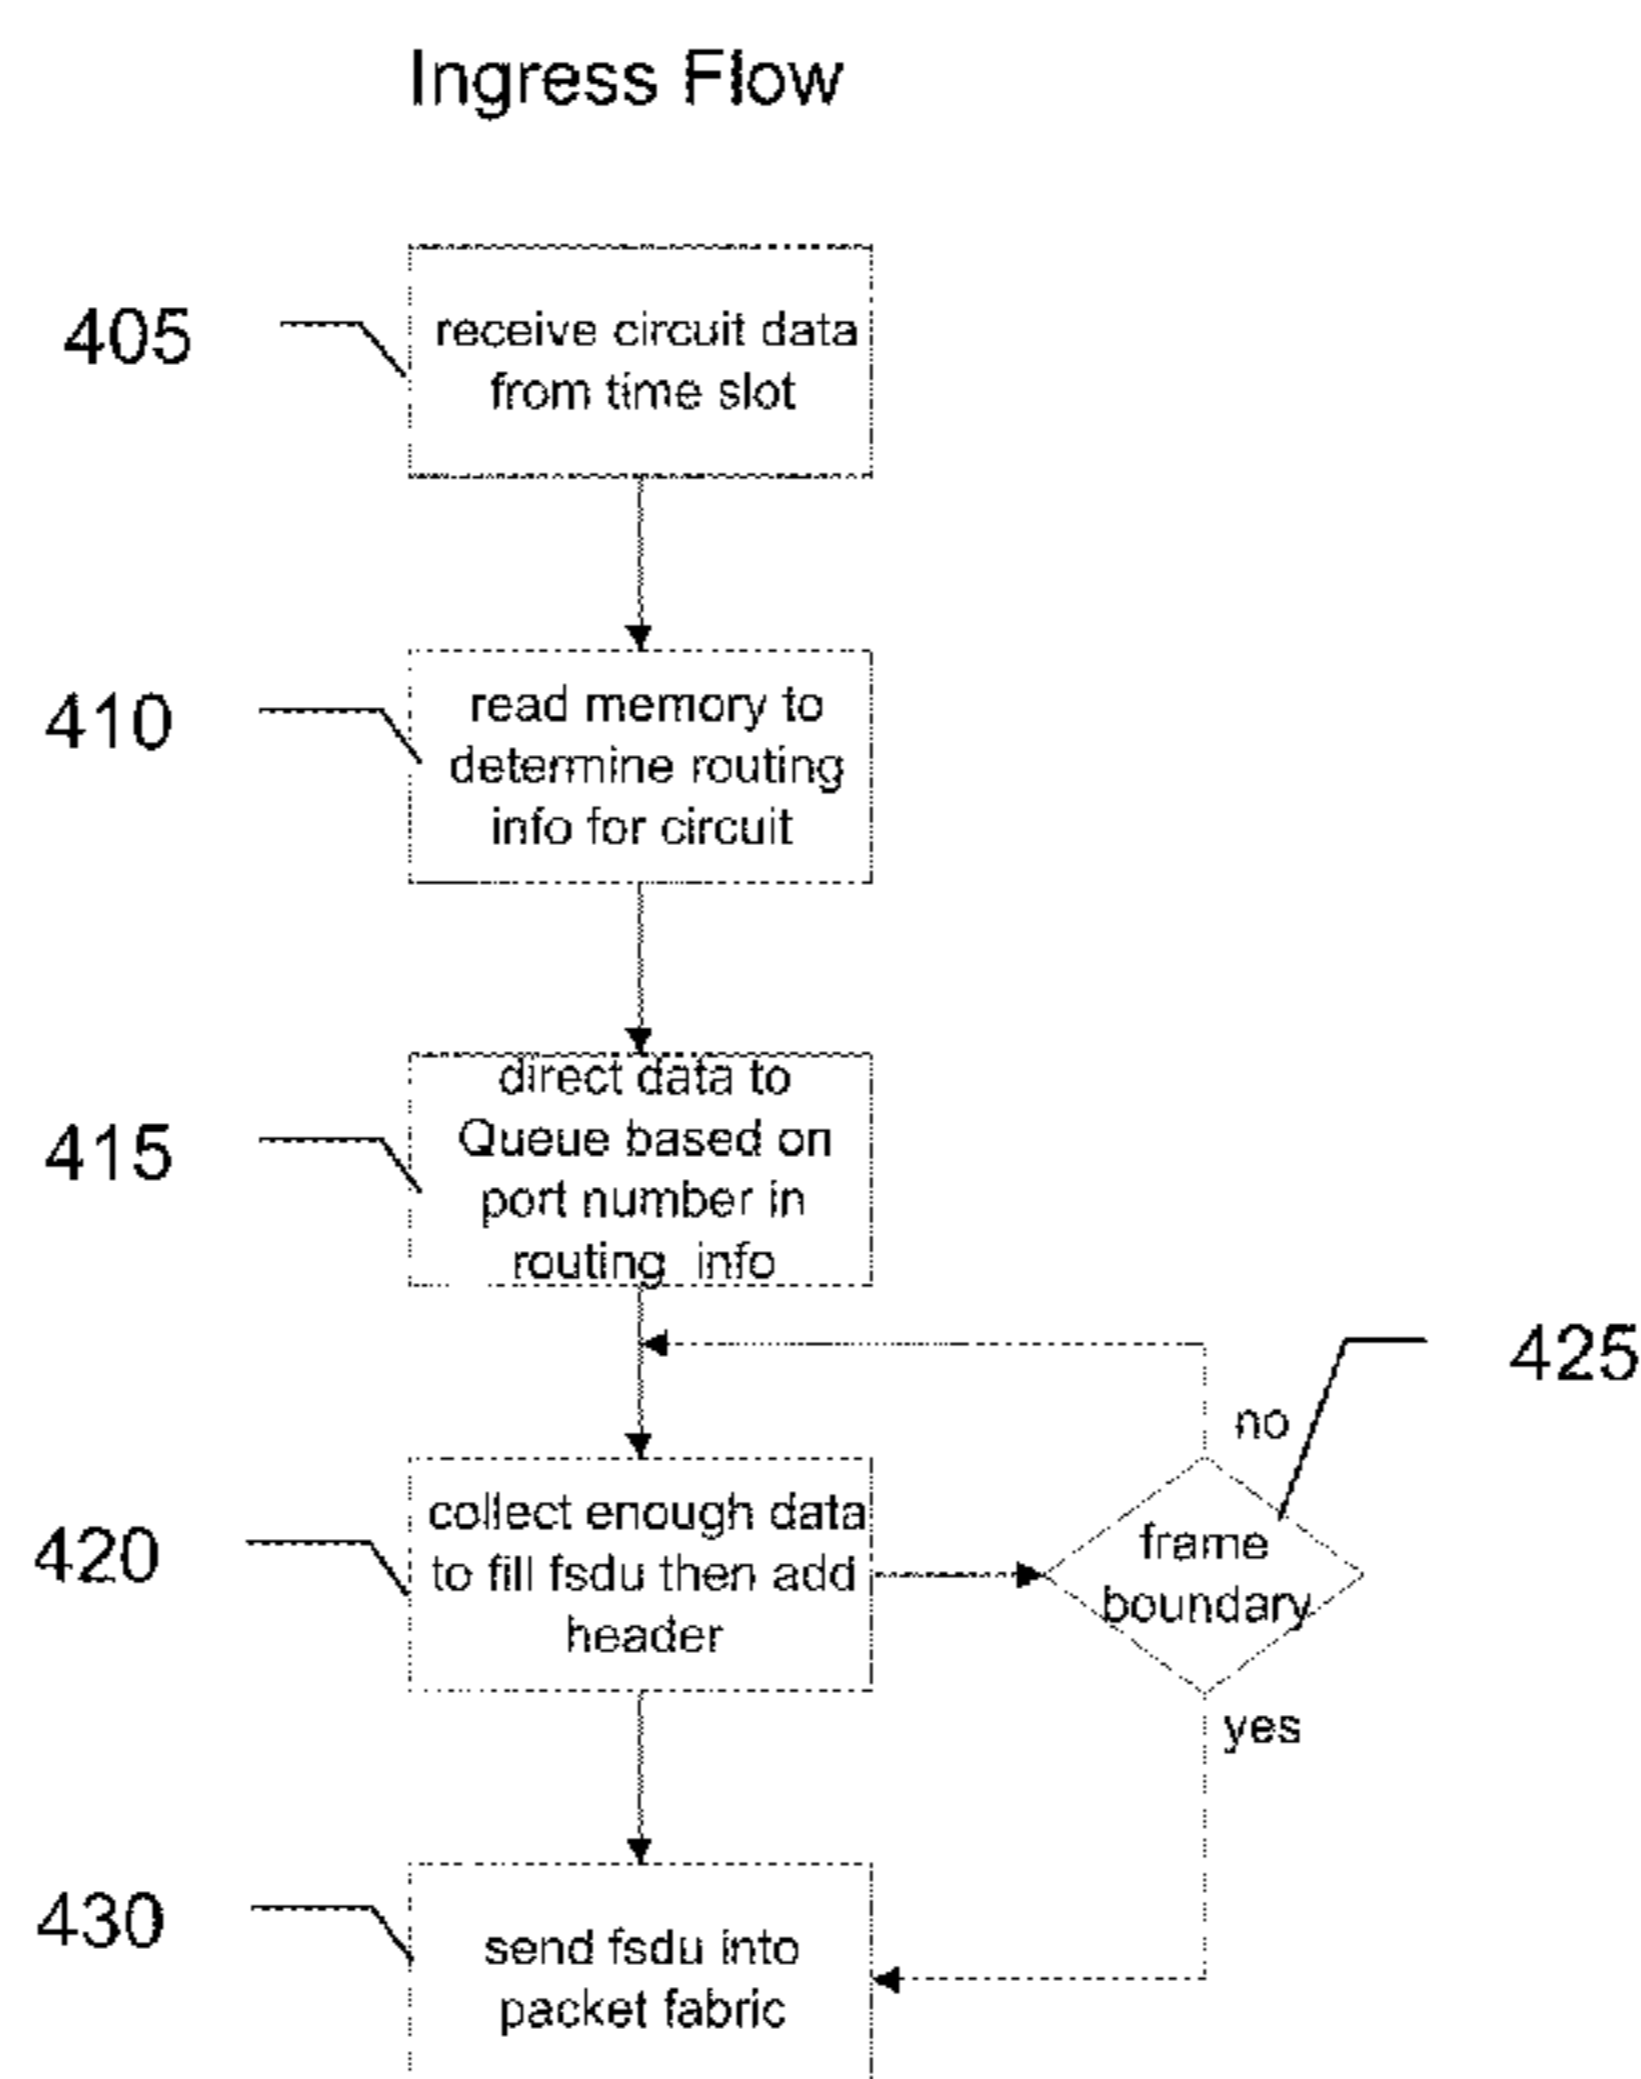 Ingress Flow
405
receive circuit data
from time slot
410
read memory to
determine routing
info for circuit
415
direct data to
Queue based on
port number in
routing info
425
no
420
collect enough data
to fill fsdu then add
header
frame
boundary
yes
430
send fsdu into
packet fabric